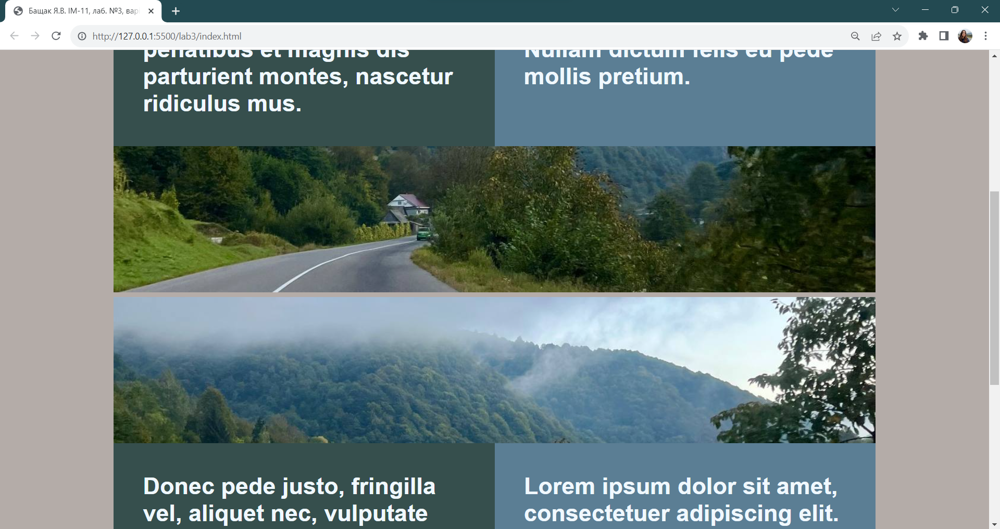 Бащак Я.В. ІМ-11, лаб. №3, варі
http://127.0.0.1:5500/lab3/index.html
penatibus et magnis dis
parturient montes, nascetur
ridiculus mus.
Nullam dictum felis eu pede
mollis pretium.
Donec pede justo, fringilla
vel, aliquet nec, vulputate
Lorem ipsum dolor sit amet,
consectetuer adipiscing elit.